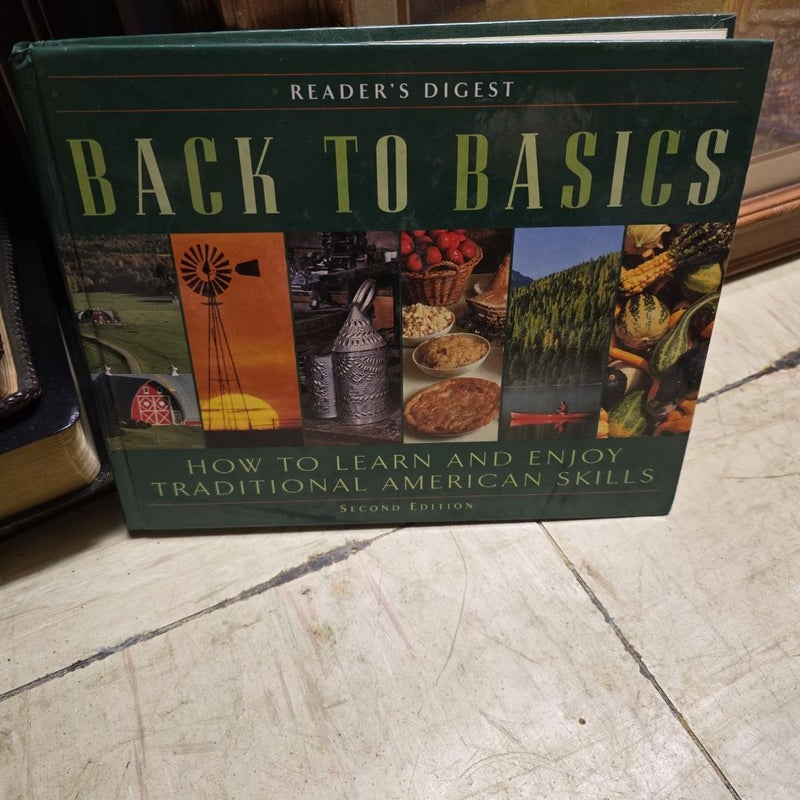 READER'S DIGEST
BACK TO BASICS
HOW TO LEARN AND ENJOY
TRADITIONAL AMERICAN SKILLS
SECOND EDITION